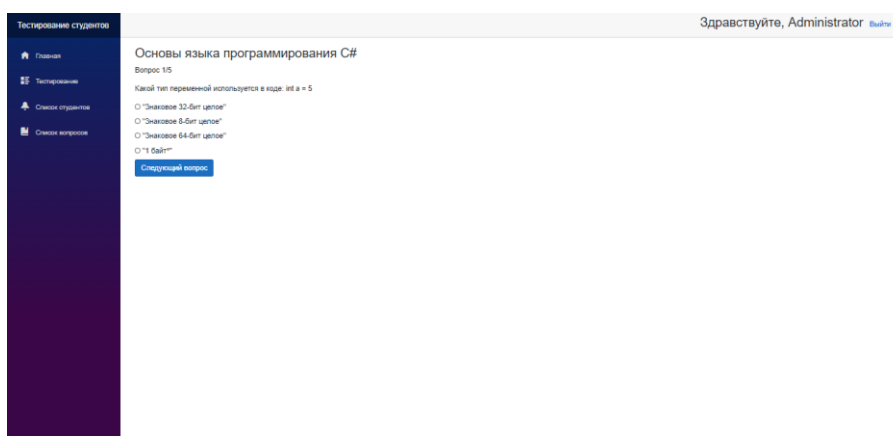 Тестирование студентов
Здравствуйте, Administrator Выйти
Главная
Тестирование
Список студентов
Список вопросов
Основы языка программирования C#
Вопрос 1/5
Какой тип переменной используется в коде: int a = 5
"Знаковое 32-бит целое"
"Знаковое 8-бит целое"
"Знаковое 64-бит целое"
"1 байт*"
Следующий вопрос